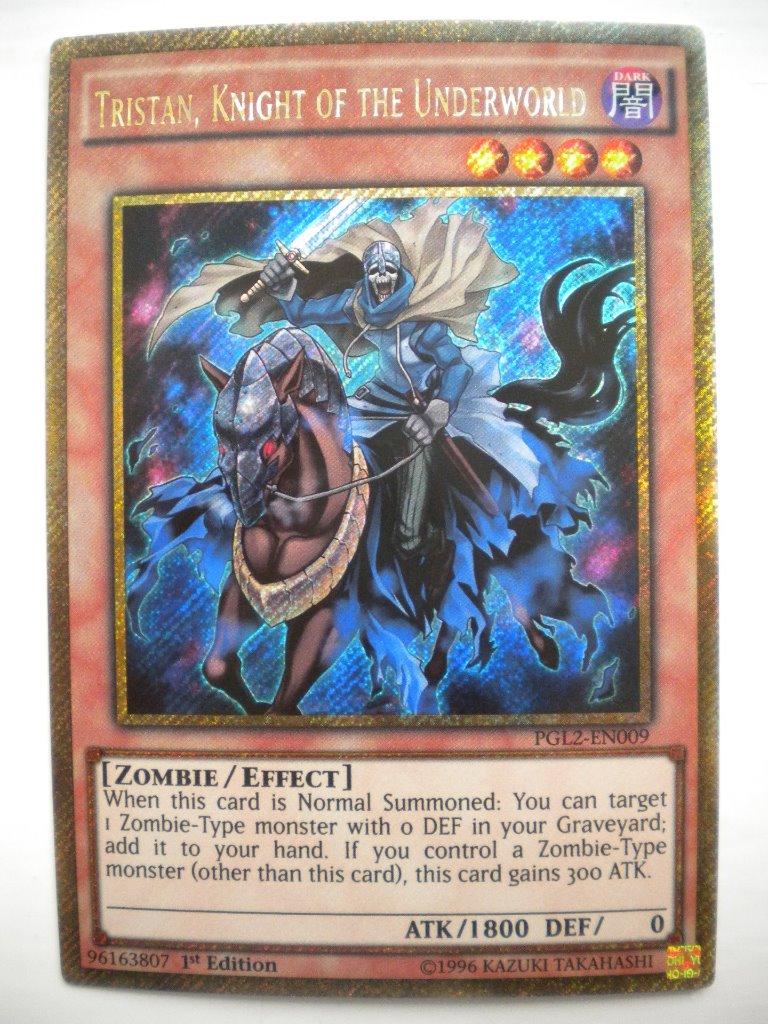 TRISTAN, KNIGHT OF THE UNDERWORLD
DARK
闇
PGL2-EN009
[ZOMBIE/EFFECT]
When this card is Normal Summoned: You can target
1 Zombie-Type monster with 0 DEF in your Graveyard;
add it to your hand. If you control a Zombie-Type
monster (other than this card), this card gains 300 ATK.
ATK/1800 DEF/ 0
96163807 1st Edition
©1996 KAZUKI TAKAHASHI